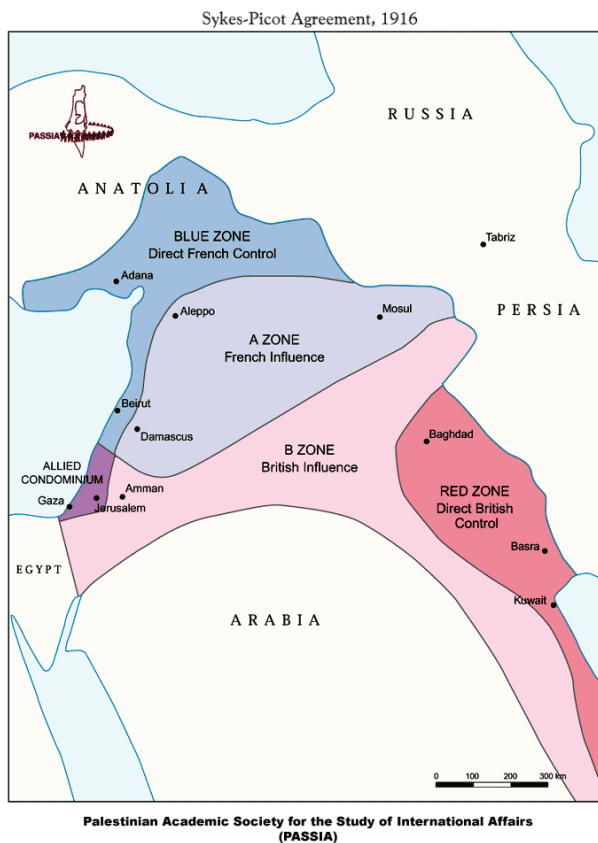 Sykes-Picot Agreement, 1916
RUSSIA
PASSIA
ANATOLIA
BLUE ZONE
Direct French Control
Tabriz
Adana
PERSIA
Aleppo
Mosul
A ZONE
French Influence
Beirut
Damascus
Baghdad
B ZONE
British Influence
ALLIED
CONDOMINIUM
Amman
Gaza
Jerusalem
RED ZONE
Direct British
Control
Basra
EGYPT
Kuwait
ARABIA
0 100 200 300 km
Palestinian Academic Society for the Study of International Affairs
(PASSIA)